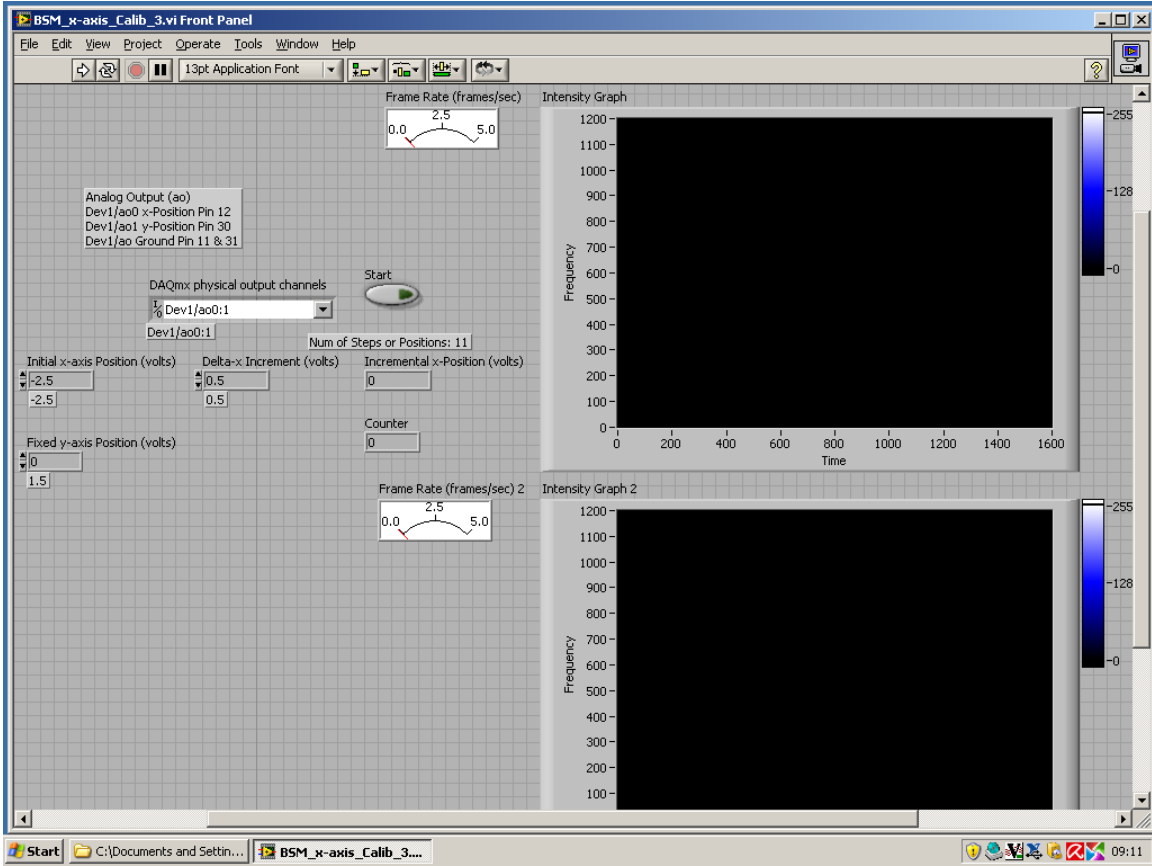 BSM_x-axis_Calib_3.vi Front Panel
File Edit View Project Operate Tools Window Help
13pt Application Font
?
Frame Rate (frames/sec)
0.0 2.5 5.0
Intensity Graph
1200
1100
1000
900
800
700
600
500
400
300
200
100
0
Frequency
0 200 400 600 800 1000 1200 1400 1600
Time
255
128
0
Analog Output (ao)
Dev1/ao0 x-Position Pin 12
Dev1/ao1 y-Position Pin 30
Dev1/ao Ground Pin 11 & 31
DAQmx physical output channels
I/O Dev1/ao0:1
Dev1/ao0:1
Start
Num of Steps or Positions: 11
Initial x-axis Position (volts)
-2.5
-2.5
Delta-x Increment (volts)
0.5
0.5
Incremental x-Position (volts)
0
Counter
0
Fixed y-axis Position (volts)
0
1.5
Frame Rate (frames/sec) 2
0.0 2.5 5.0
Intensity Graph 2
1200
1100
1000
900
800
700
600
500
400
300
200
100
Frequency
255
128
0
Start
C:\Documents and Settin...
BSM_x-axis_Calib_3....
09:11